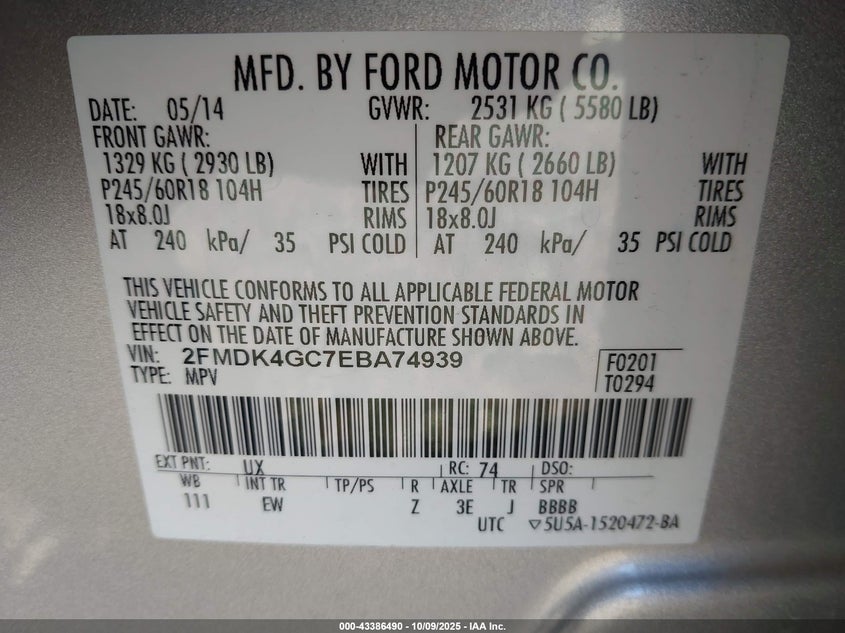 MFD. BY FORD MOTOR CO.
DATE: 05/14 GVWR: 2531 KG ( 5580 LB)
FRONT GAWR: REAR GAWR:
1329 KG ( 2930 LB) WITH 1207 KG ( 2660 LB) WITH
P245/60R18 104H TIRES P245/60R18 104H TIRES
18x8.0J RIMS 18x8.0J RIMS
AT 240 kPa/ 35 PSI COLD AT 240 kPa/ 35 PSI COLD
THIS VEHICLE CONFORMS TO ALL APPLICABLE FEDERAL MOTOR
VEHICLE SAFETY AND THEFT PREVENTION STANDARDS IN
EFFECT ON THE DATE OF MANUFACTURE SHOWN ABOVE.
VIN: 2FMDK4GC7EBA74939 F0201
TYPE: MPV T0294
EXT PNT: UX RC: 74 DSO:
WB INT TR TP/PS R AXLE TR SPR
111 EW Z 3E J BBBB
UTC ▽5U5A-1520472-BA
000-43386490 - 10/09/2025 - IAA Inc.